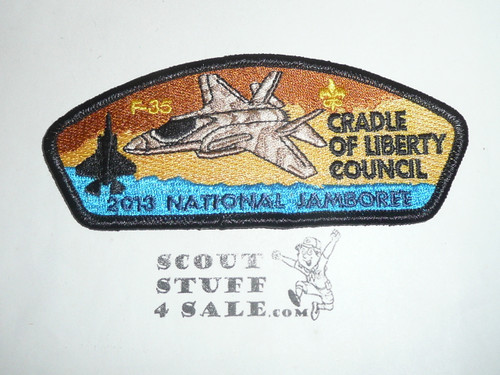 F-35
CRADLE
OF LIBERTY
COUNCIL
2013 NATIONAL JAMBOREE
SCOUT
STUFF
4 SALE.com